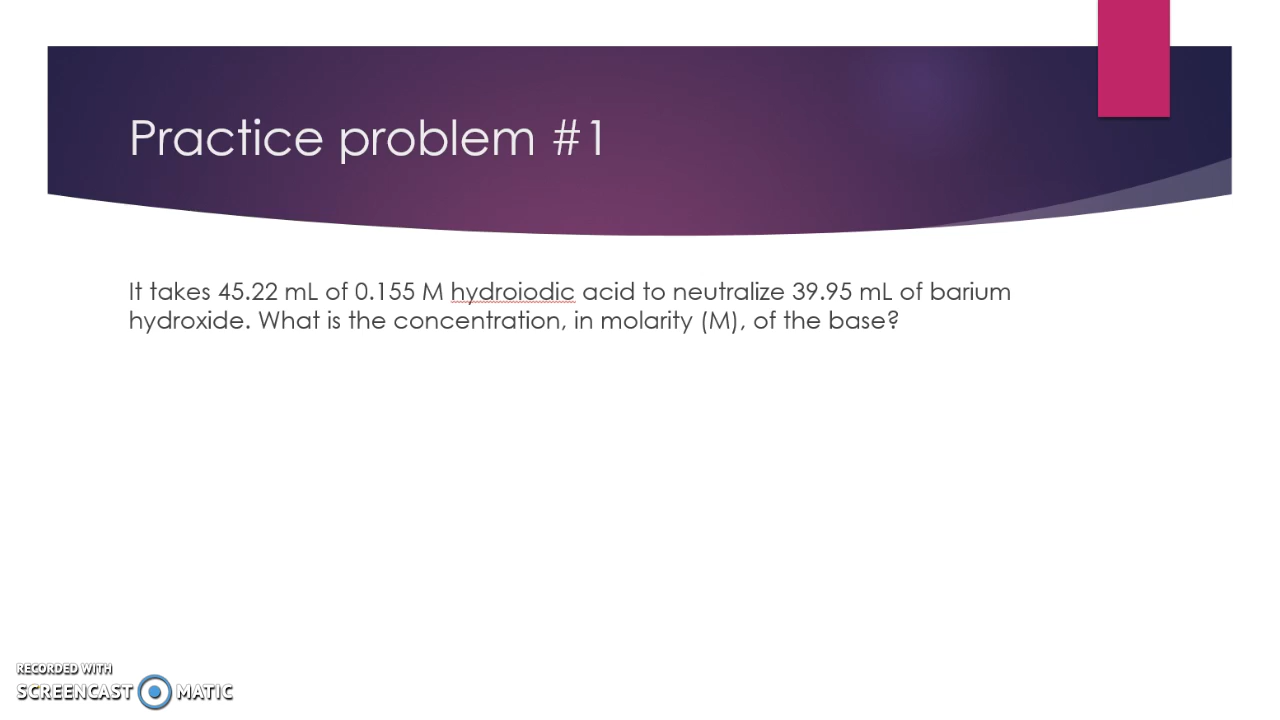 Practice problem #1
It takes 45.22 mL of 0.155 M hydroiodic acid to neutralize 39.95 mL of barium
hydroxide. What is the concentration, in molarity (M), of the base?
RECORDED WITH
SCREENCAST MATIC